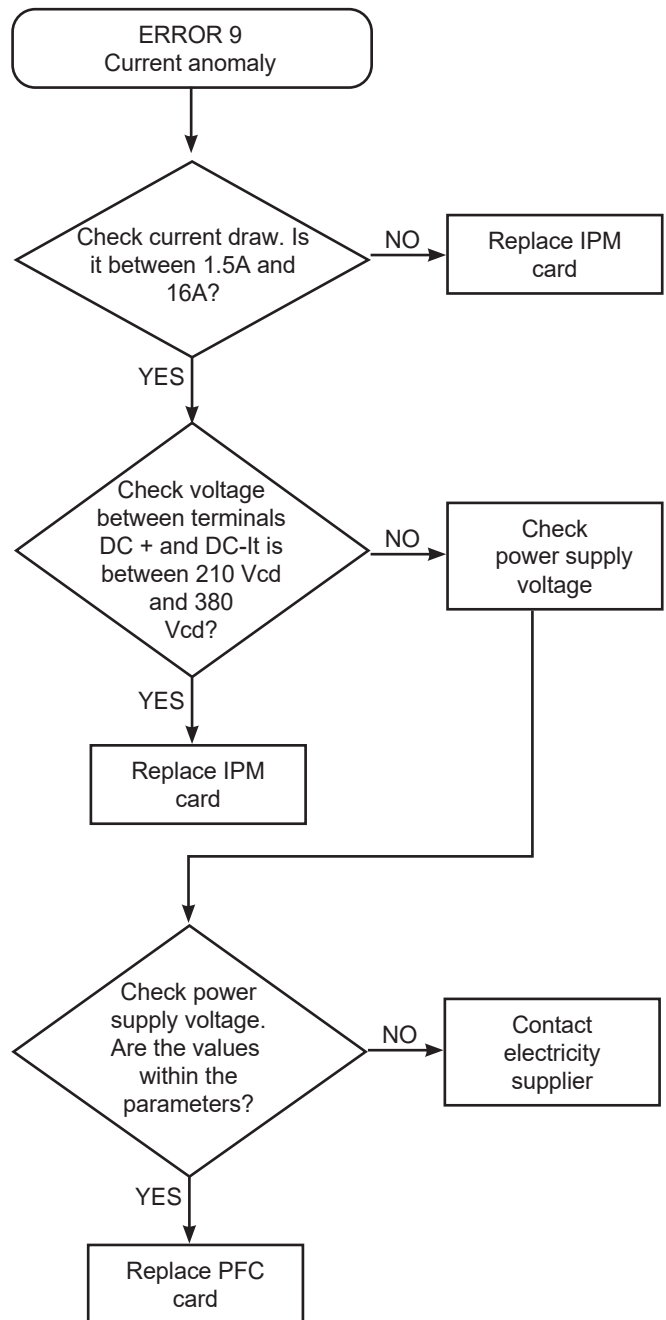 ERROR 9
Current anomaly
Check current draw. Is
it between 1.5A and
16A?
NO
Replace IPM
card
YES
Check voltage
between terminals
DC + and DC-It is
between 210 Vcd
and 380
Vcd?
NO
Check
power supply
voltage
YES
Replace IPM
card
Check power
supply voltage.
Are the values
within the
parameters?
NO
Contact
electricity
supplier
YES
Replace PFC
card